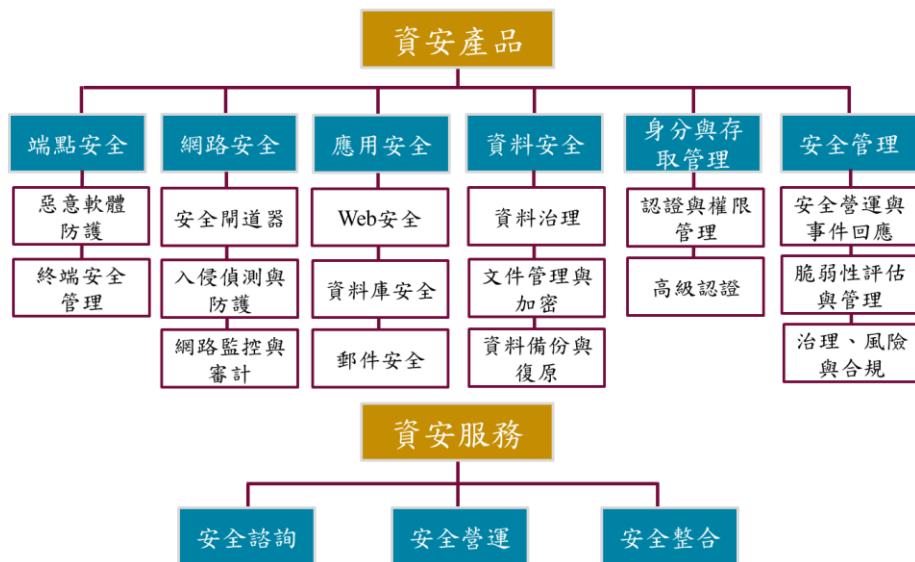 資安產品
端點安全
網路安全
應用安全
資料安全
身分與存
取管理
安全管理
惡意軟體
防護
終端安全
管理
安全閘道器
入侵偵測與
防護
網路監控與
審計
Web安全
資料庫安全
郵件安全
資料治理
文件管理與
加密
資料備份與
復原
認證與權限
管理
高級認證
安全營運與
事件回應
脆弱性評估
與管理
治理、風險
與合規
資安服務
安全諮詢
安全營運
安全整合